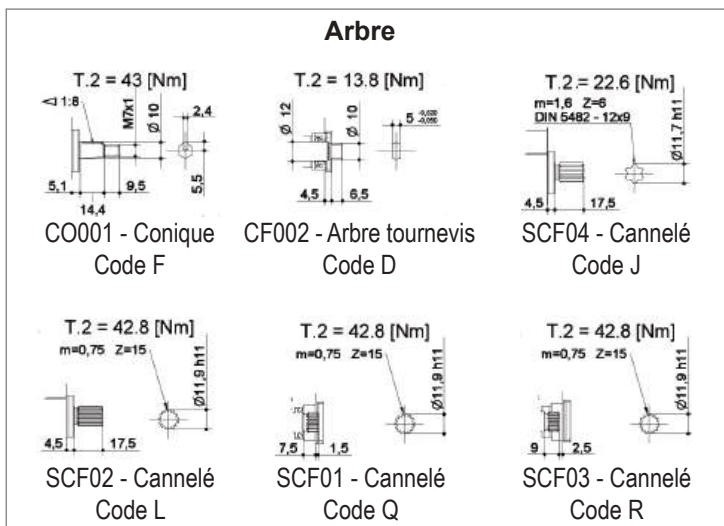 Arbre
T.2 = 43 [Nm]
1:8
M7x1
Ø 10
2,4
5,1
9,5
5,5
14,4
CO001 - Conique
Code F
T.2 = 13.8 [Nm]
Ø 12
Ø 10
5 -0,020 -0,050
4,5
6,5
CF002 - Arbre tournevis
Code D
T.2.= 22.6 [Nm]
m=1,6 Z=6
DIN 5482 - 12x9
Ø11,7 h11
4,5
17,5
SCF04 - Cannelé
Code J
T.2 = 42.8 [Nm]
m=0,75 Z=15
Ø11,9 h11
4,5
17,5
SCF02 - Cannelé
Code L
T.2 = 42.8 [Nm]
m=0,75 Z=15
Ø11,9 h11
7,5
1,5
SCF01 - Cannelé
Code Q
T.2 = 42.8 [Nm]
m=0,75 Z=15
Ø11,9 h11
9
2,5
SCF03 - Cannelé
Code R